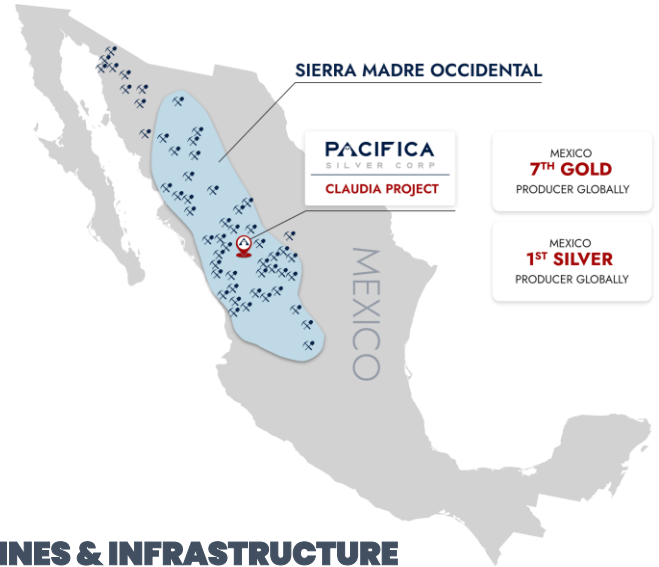 SIERRA MADRE OCCIDENTAL
PACIFICA
SILVER CORP
CLAUDIA PROJECT
MEXICO
7TH GOLD
PRODUCER GLOBALLY
MEXICO
1ST SILVER
PRODUCER GLOBALLY
MEXICO
INES & INFRASTRUCTURE